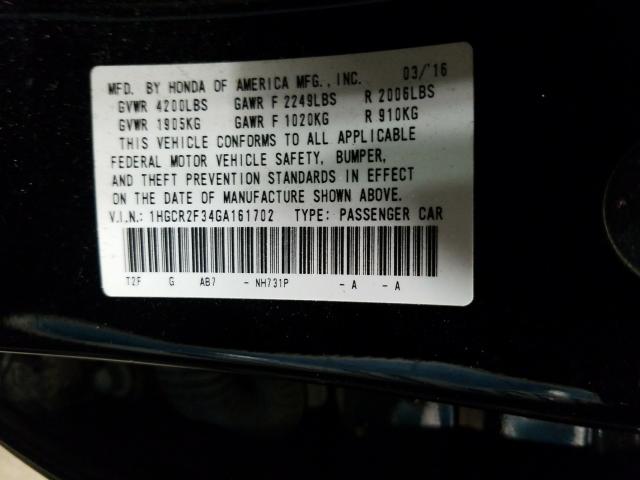 MFD. BY HONDA OF AMERICA MFG., INC. 03/'16
GVWR 4200LBS GAWR F 2249LBS R 2006LBS
GVWR 1905KG GAWR F 1020KG R 910KG
THIS VEHICLE CONFORMS TO ALL APPLICABLE
FEDERAL MOTOR VEHICLE SAFETY, BUMPER,
AND THEFT PREVENTION STANDARDS IN EFFECT
ON THE DATE OF MANUFACTURE SHOWN ABOVE.
V.I.N.: 1HGCR2F34GA161702 TYPE: PASSENGER CAR
T2F G AB7 - NH731P - A - A